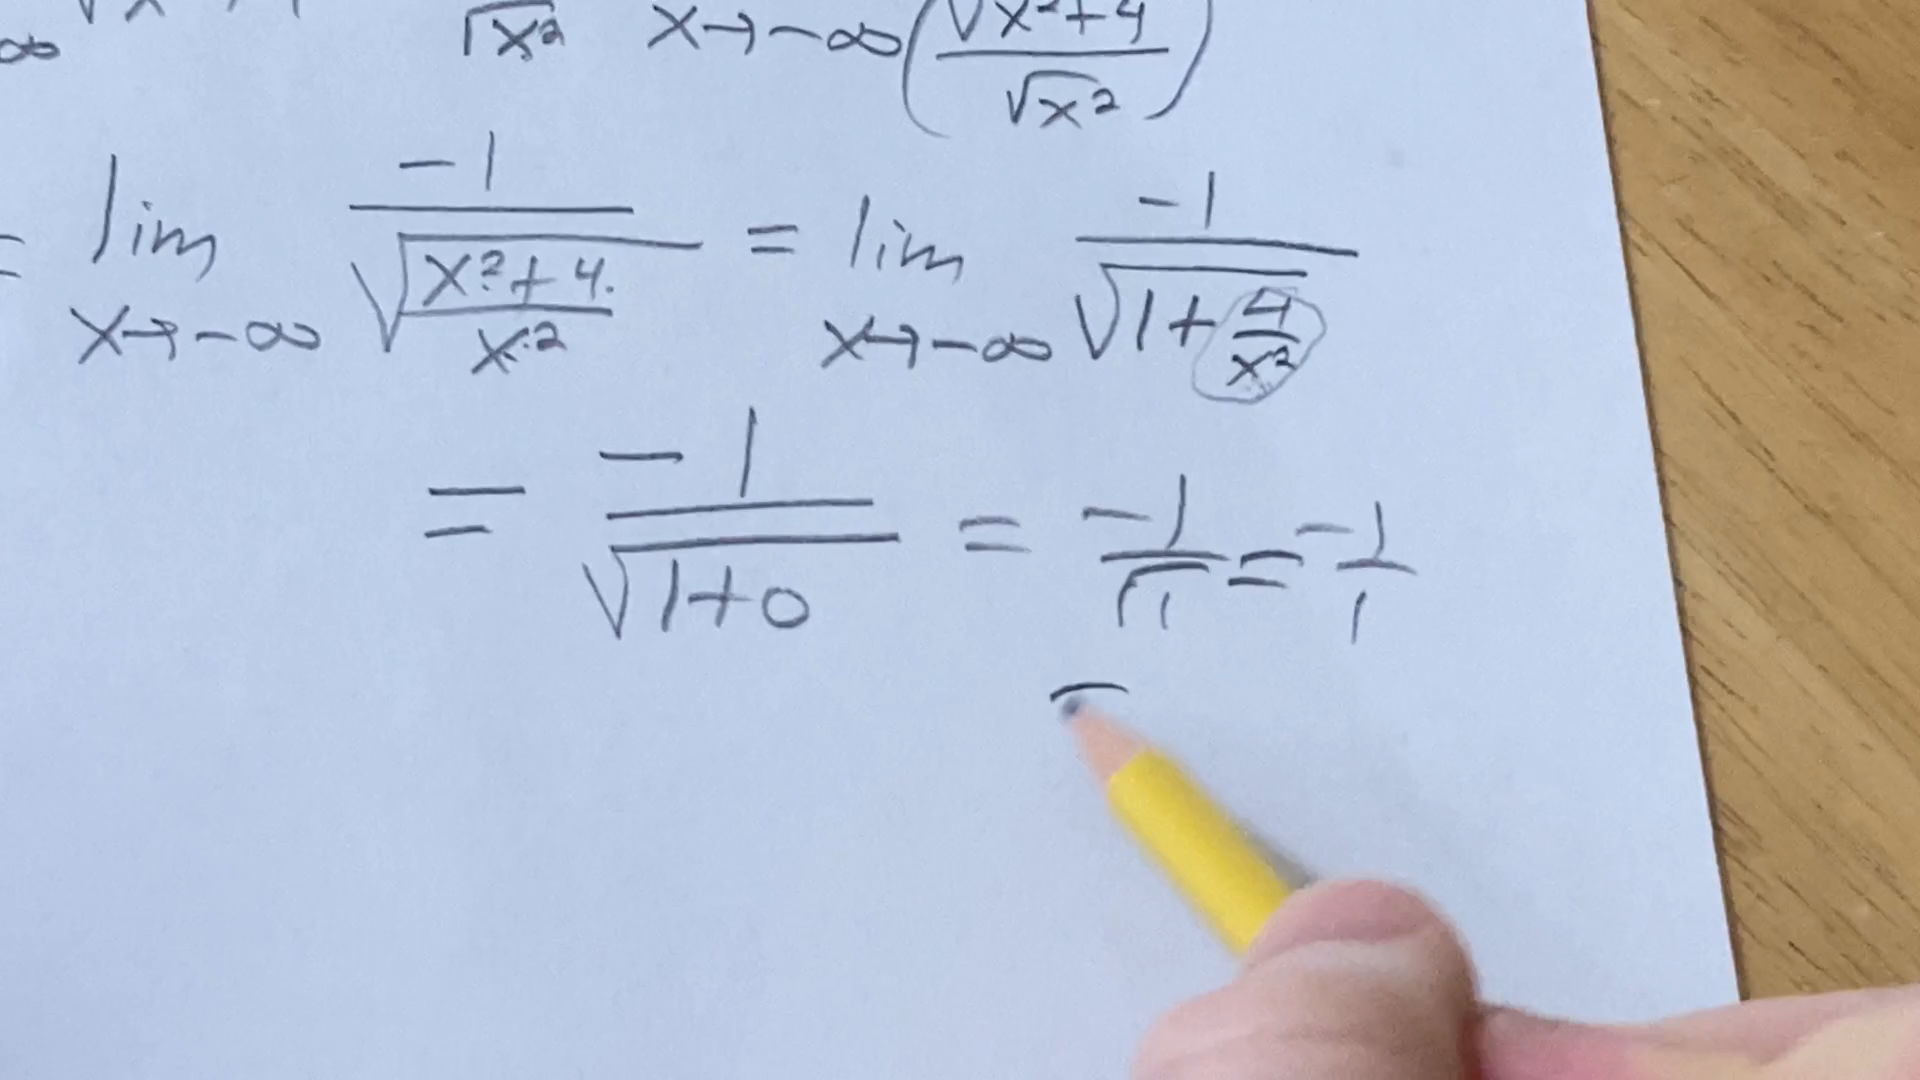 ∞ √x² x→-∞ (√x²+4 / √x²)
= lim x→-∞ -1 / √((x²+4) / x²) = lim x→-∞ -1 / √(1 + 4/x²)
= -1 / √(1+0) = -1 / √1 = -1 / 1